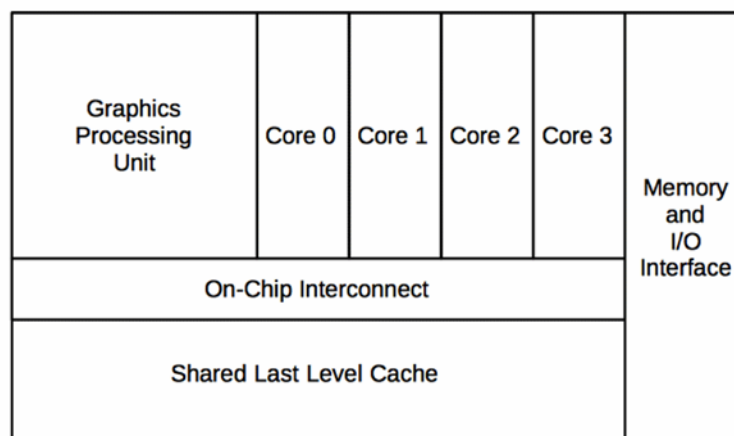 Graphics
Processing
Unit
Core 0
Core 1
Core 2
Core 3
Memory
and
I/O
Interface
On-Chip Interconnect
Shared Last Level Cache